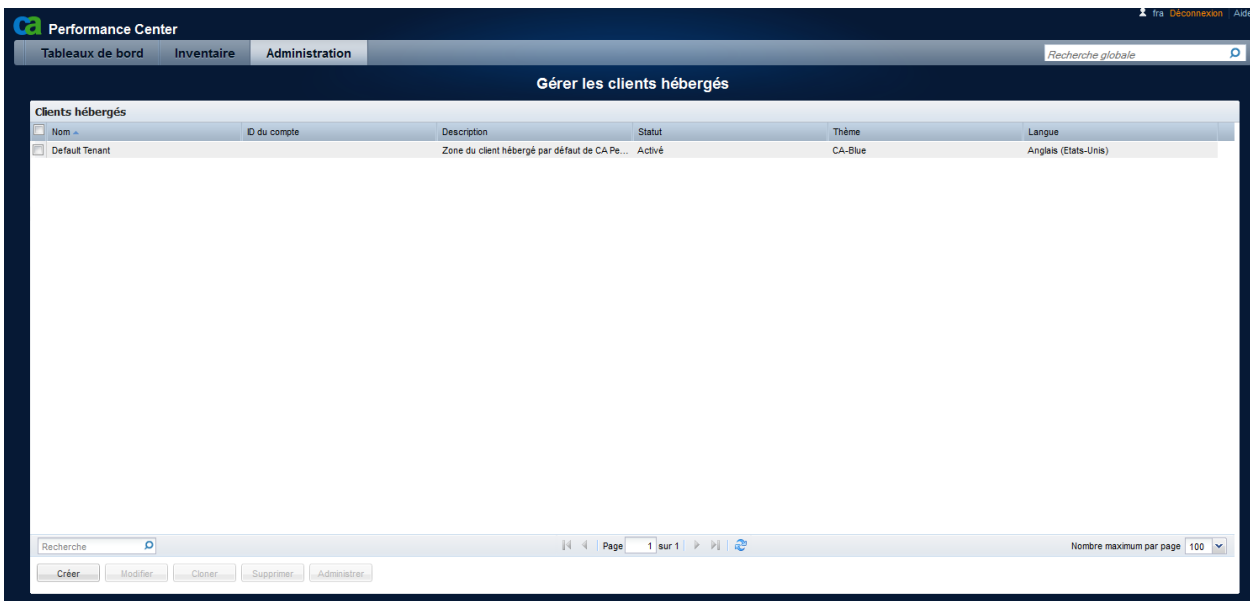 fra Déconnexion Aide
ca Performance Center
Tableaux de bord Inventaire Administration Recherche globale
Gérer les clients hébergés
Clients hébergés
Nom ID du compte Description Statut Thème Langue
Default Tenant Zone du client hébergé par défaut de CA Pe... Activé CA-Blue Anglais (Etats-Unis)
Recherche Page 1 sur 1 Nombre maximum par page 100
Créer Modifier Cloner Supprimer Administrer